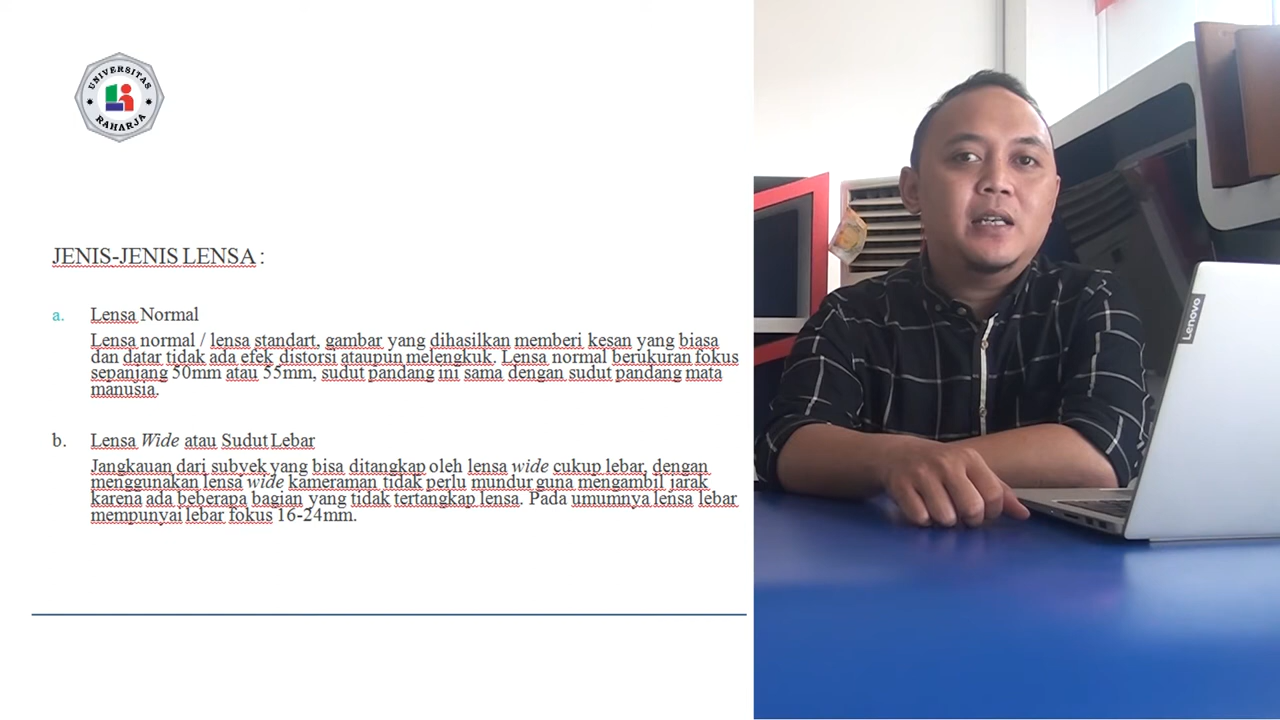 UNIVERSITAS
RAHARJA
JENIS-JENIS LENSA :
a. Lensa Normal
Lensa normal / lensa standart, gambar yang dihasilkan memberi kesan yang biasa
dan datar tidak ada efek distorsi ataupun melengkuk. Lensa normal berukuran fokus
sepanjang 50mm atau 55mm, sudut pandang ini sama dengan sudut pandang mata
manusia.
b. Lensa Wide atau Sudut Lebar
Jangkauan dari subyek yang bisa ditangkap oleh lensa wide cukup lebar, dengan
menggunakan lensa wide kameraman tidak perlu mundur guna mengambil jarak
karena ada beberapa bagian yang tidak tertangkap lensa. Pada umumnya lensa lebar
mempunyai lebar fokus 16-24mm.
Lenovo